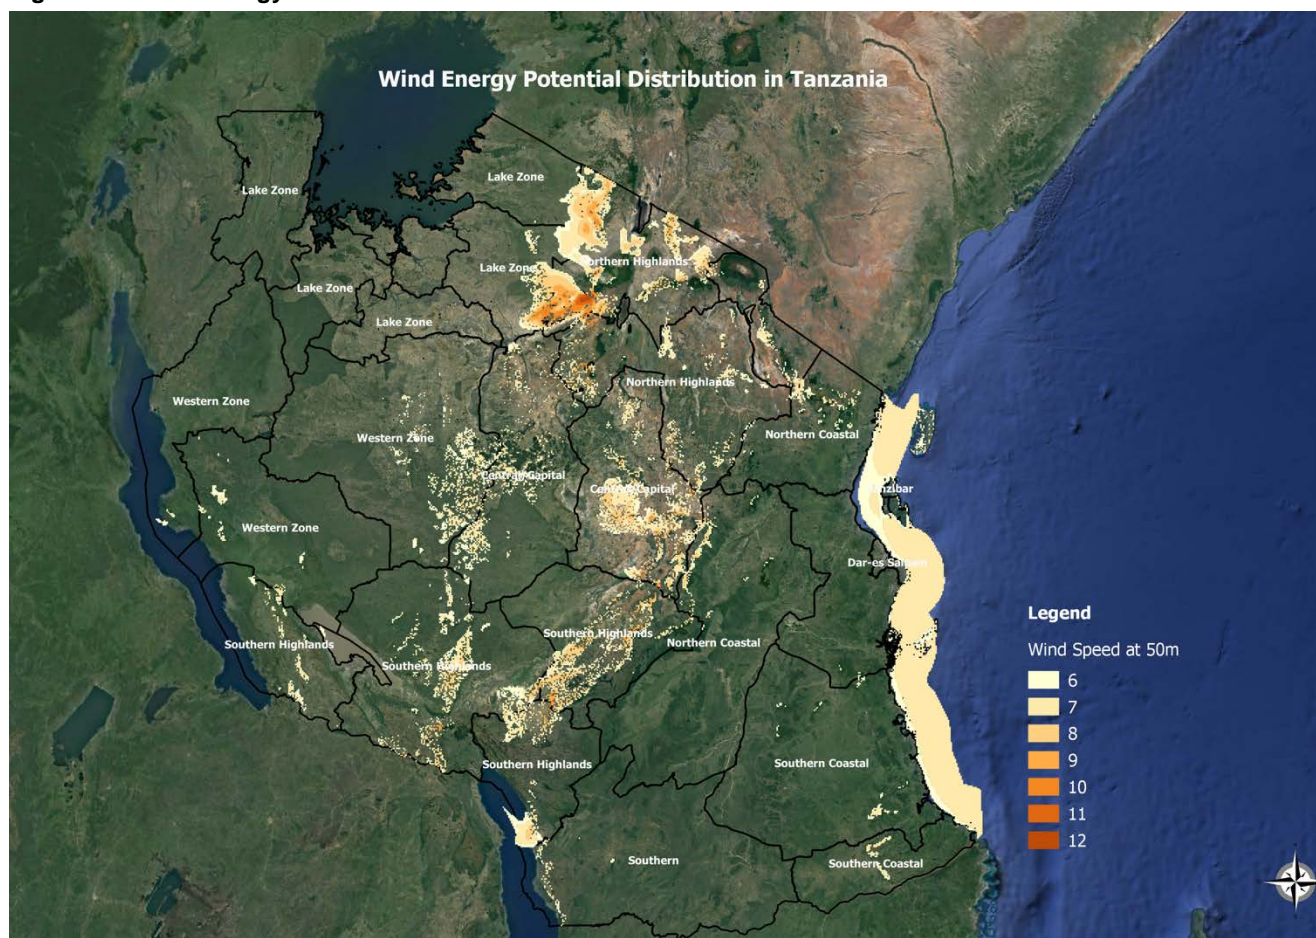 Wind Energy Potential Distribution in Tanzania
Lake Zone
Lake Zone
Northern Highlands
Lake Zone
Lake Zone
Lake Zone
Northern Highlands
Western Zone
Western Zone
Northern Coastal
Central Capital
Central Capital
Western Zone
Dar-es Salaam
Southern Highlands
Northern Coastal
Southern Highlands
Southern Highlands
Southern Highlands
Southern Coastal
Southern
Southern Coastal
Legend
Wind Speed at 50m
6
7
8
9
10
11
12